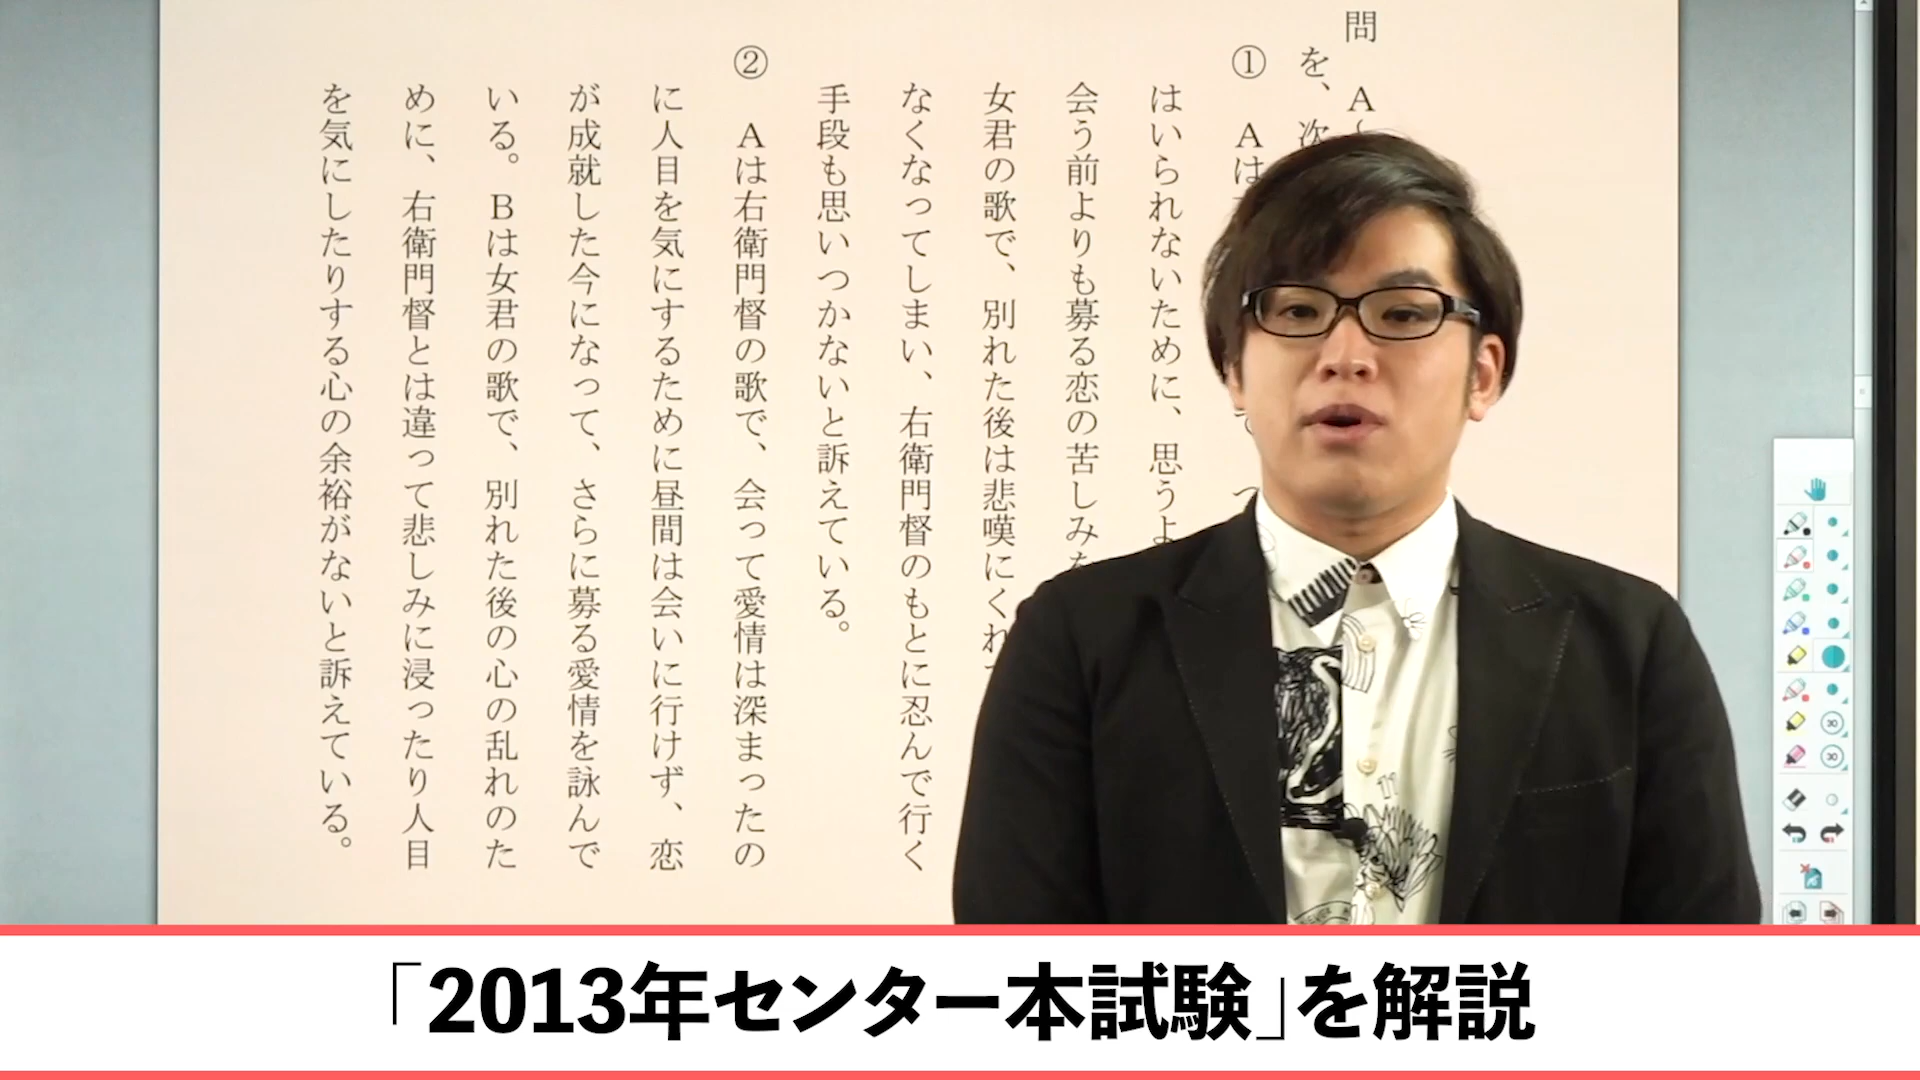 問 A
を、次
① Aは
はいられないために、思うよ
会う前よりも募る恋の苦しみを
女君の歌で、別れた後は悲嘆にくれ
なくなってしまい、右衛門督のもとに忍んで行く
手段も思いつかないと訴えている。
② Aは右衛門督の歌で、会って愛情は深まったの
に人目を気にするために昼間は会いに行けず、恋
が成就した今になって、さらに募る愛情を詠んで
いる。Bは女君の歌で、別れた後の心の乱れのた
めに、右衛門督とは違って悲しみに浸ったり人目
を気にしたりする心の余裕がないと訴えている。
「2013年センター本試験」を解説